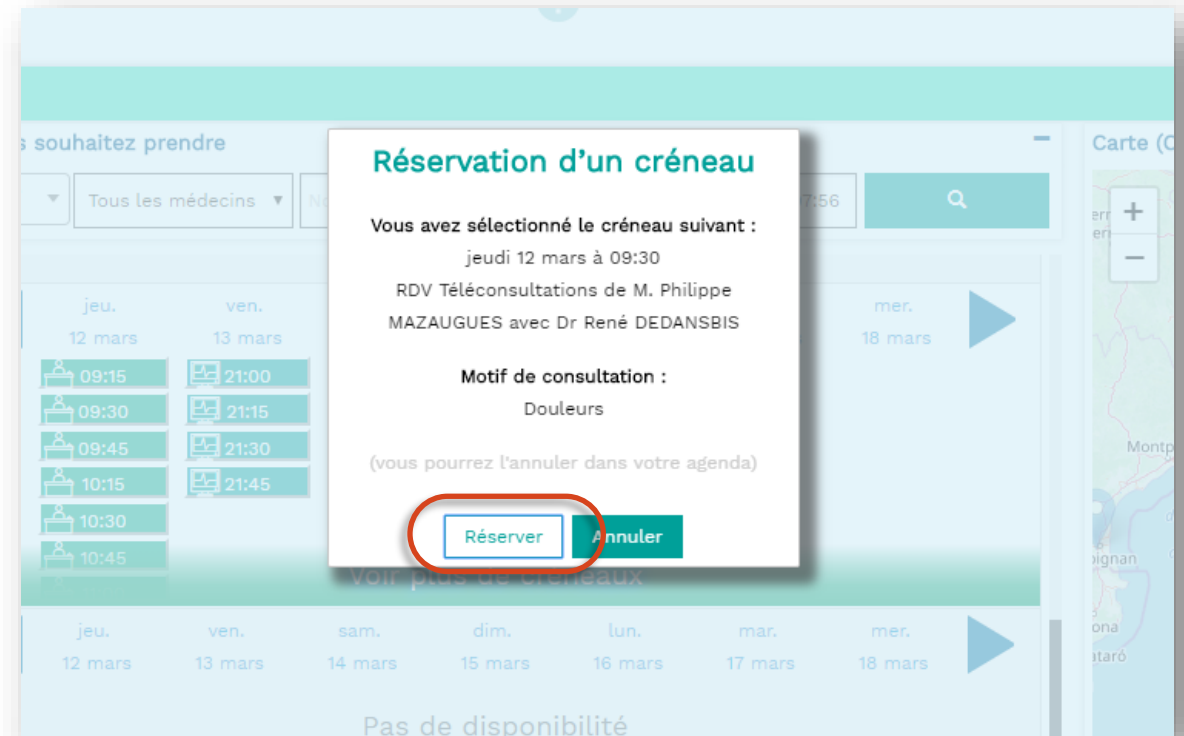 souhaitez prendre
Carte (C
Tous les médecins
7:56
Réservation d'un créneau
Vous avez sélectionné le créneau suivant :
jeudi 12 mars à 09:30
RDV Téléconsultations de M. Philippe
MAZAUGUES avec Dr René DEDANSBIS
Motif de consultation :
Douleurs
(vous pourrez l'annuler dans votre agenda)
Réserver
Annuler
jeu. ven. mer.
12 mars 13 mars 18 mars
09:15 21:00
09:30 21:15
09:45 21:30
10:15 21:45
10:30
10:45
Voir plus de créneaux
jeu. ven. sam. dim. lun. mar. mer.
12 mars 13 mars 14 mars 15 mars 16 mars 17 mars 18 mars
Pas de disponibilité
+
−
Montp
pignan
ona
ataró